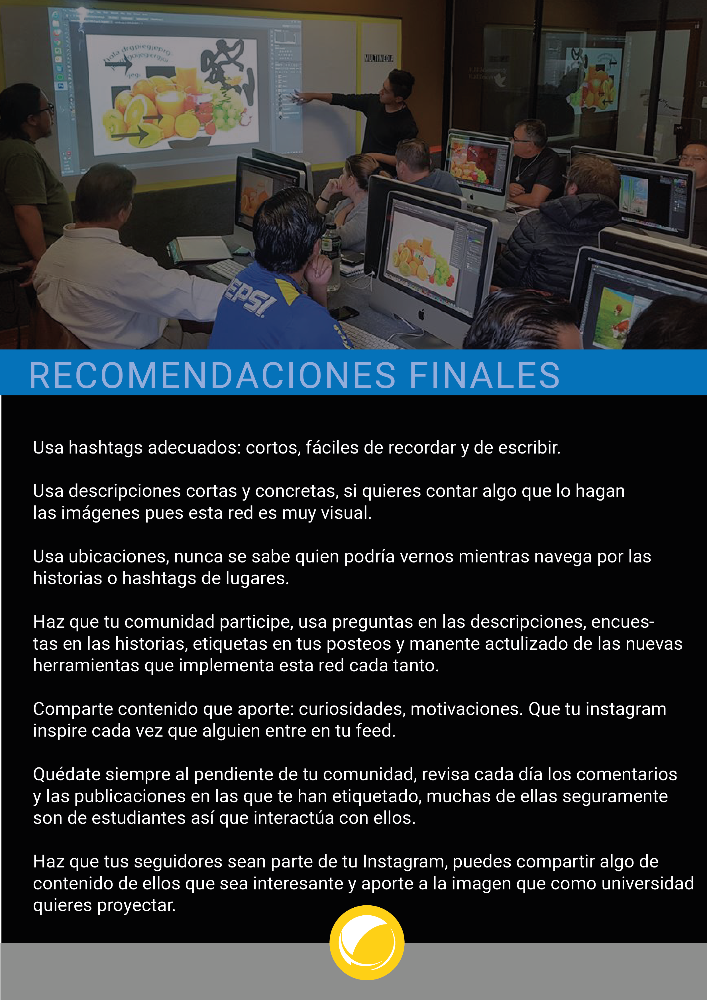 hola drgpiegjeprg
MULTIMEDIA
EPSI.
RECOMENDACIONES FINALES
Usa hashtags adecuados: cortos, fáciles de recordar y de escribir.
Usa descripciones cortas y concretas, si quieres contar algo que lo hagan
las imágenes pues esta red es muy visual.
Usa ubicaciones, nunca se sabe quien podría vernos mientras navega por las
historias o hashtags de lugares.
Haz que tu comunidad participe, usa preguntas en las descripciones, encues-
tas en las historias, etiquetas en tus posteos y manente actulizado de las nuevas
herramientas que implementa esta red cada tanto.
Comparte contenido que aporte: curiosidades, motivaciones. Que tu instagram
inspire cada vez que alguien entre en tu feed.
Quédate siempre al pendiente de tu comunidad, revisa cada día los comentarios
y las publicaciones en las que te han etiquetado, muchas de ellas seguramente
son de estudiantes así que interactúa con ellos.
Haz que tus seguidores sean parte de tu Instagram, puedes compartir algo de
contenido de ellos que sea interesante y aporte a la imagen que como universidad
quieres proyectar.